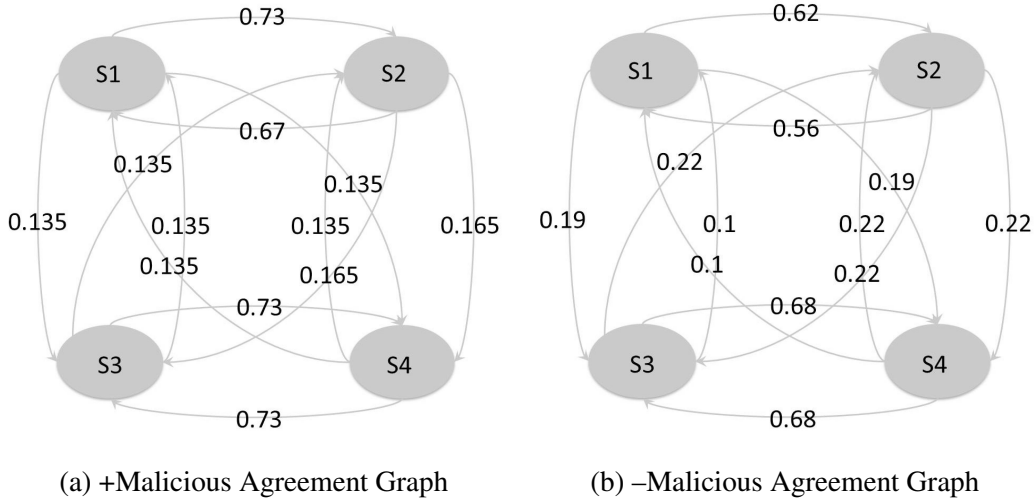 0.73
S1
S2
0.67
0.135
0.135
0.135
0.135
0.135
0.165
0.135
0.165
0.73
S3
S4
0.73
(a) +Malicious Agreement Graph
0.62
S1
S2
0.56
0.22
0.19
0.19
0.1
0.22
0.22
0.1
0.22
0.68
S3
S4
0.68
(b) –Malicious Agreement Graph